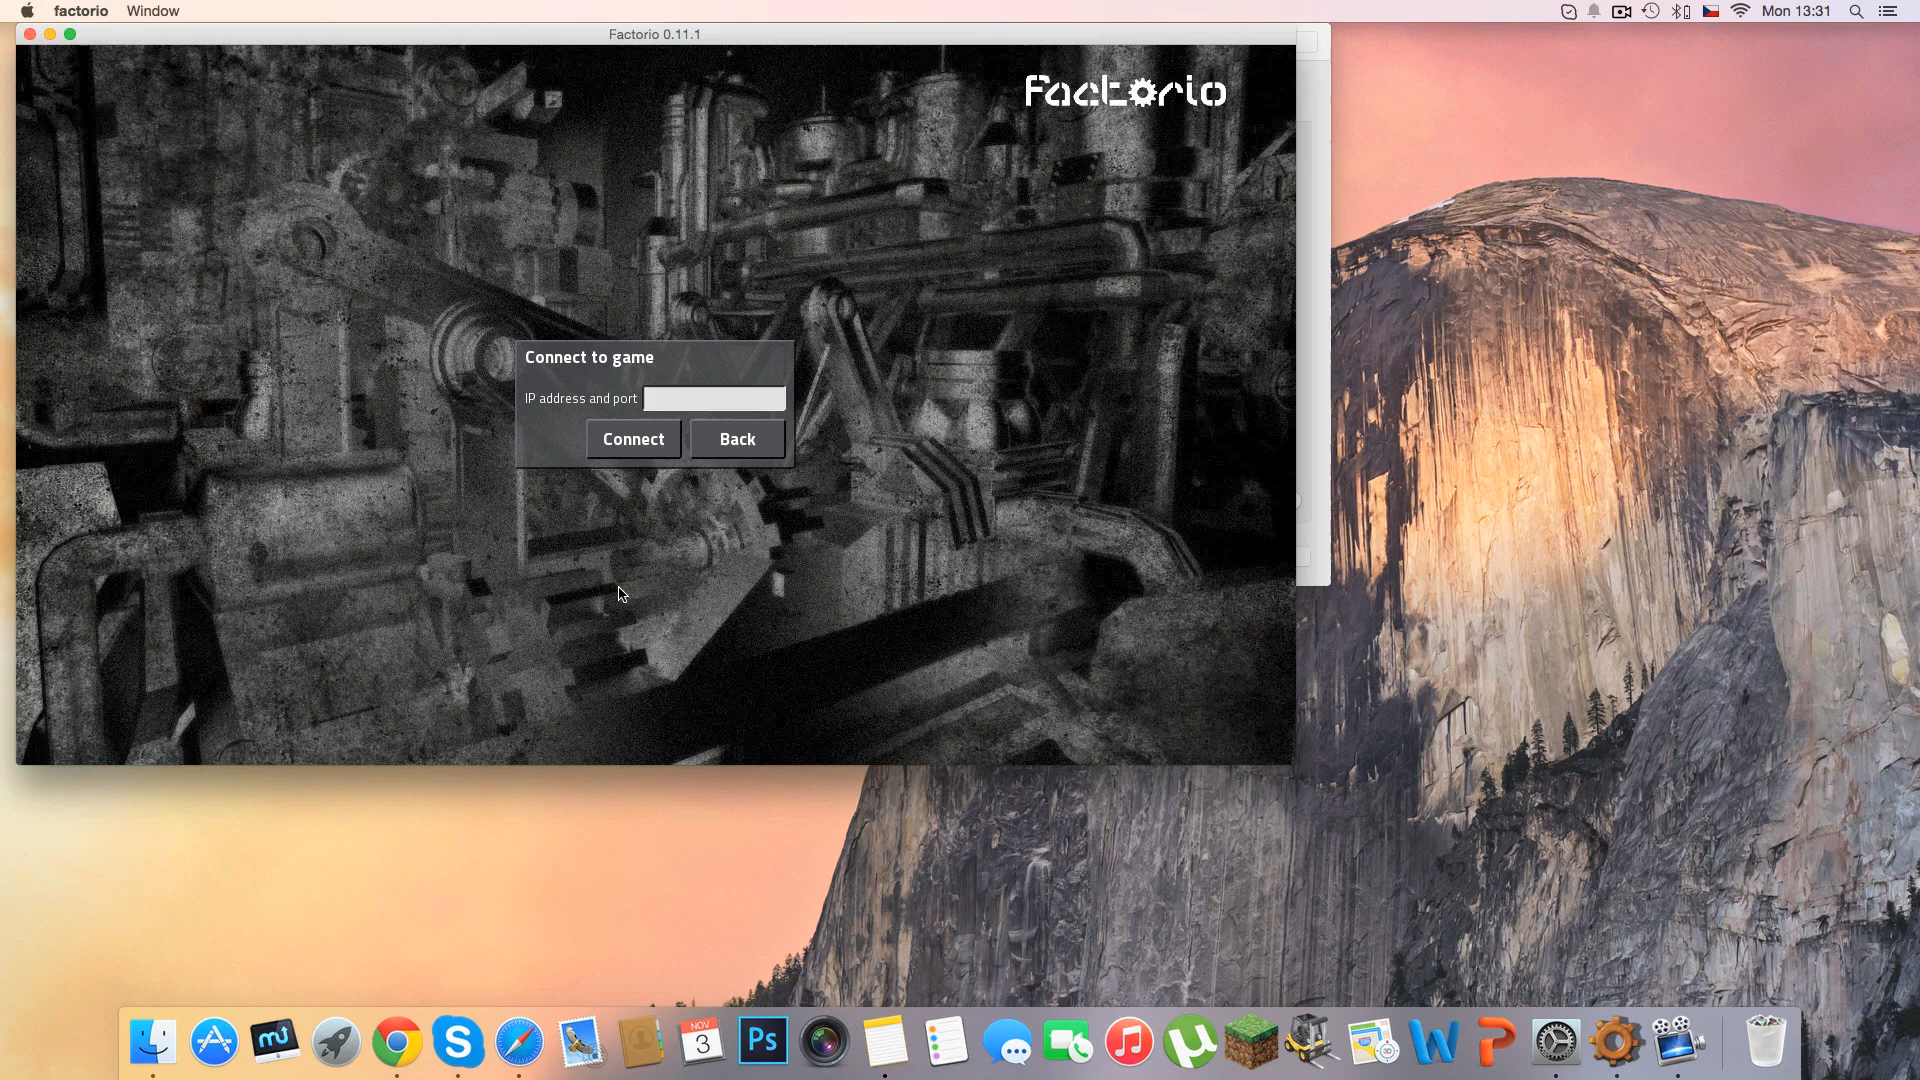 factorio Window Mon 13:31
Factorio 0.11.1
Factorio
Connect to game
IP address and port
Connect Back
NOV
3
Ps
3D